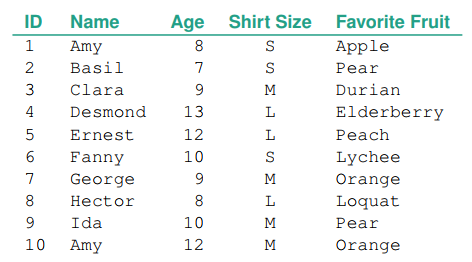 ID Name Age Shirt Size Favorite Fruit
1 Amy 8 S Apple
2 Basil 7 S Pear
3 Clara 9 M Durian
4 Desmond 13 L Elderberry
5 Ernest 12 L Peach
6 Fanny 10 S Lychee
7 George 9 M Orange
8 Hector 8 L Loquat
9 Ida 10 M Pear
10 Amy 12 M Orange